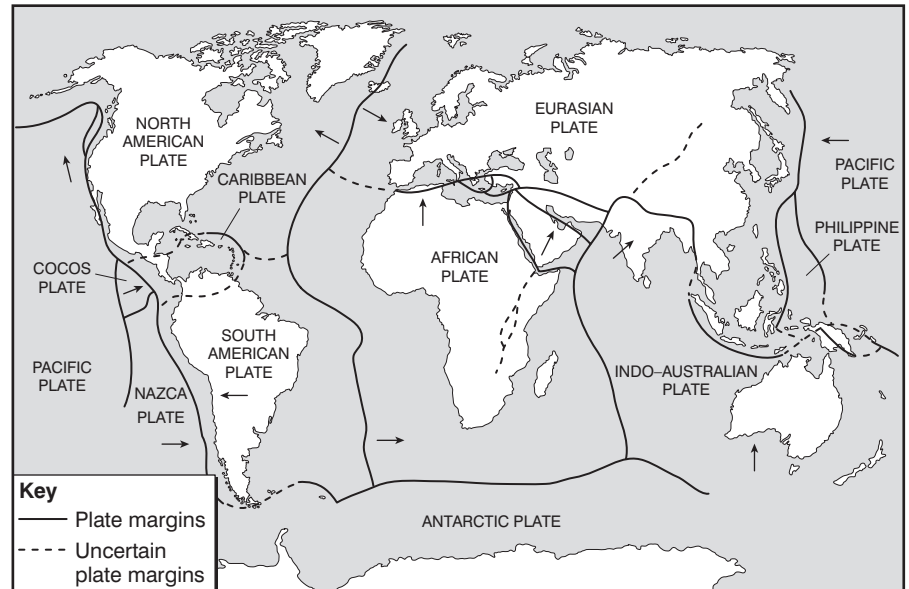 NORTH
AMERICAN
PLATE
EURASIAN
PLATE
CARIBBEAN
PLATE
PACIFIC
PLATE
PHILIPPINE
PLATE
COCOS
PLATE
AFRICAN
PLATE
SOUTH
AMERICAN
PLATE
PACIFIC
PLATE
NAZCA
PLATE
INDO–AUSTRALIAN
PLATE
ANTARCTIC PLATE
Key
Plate margins
Uncertain
plate margins